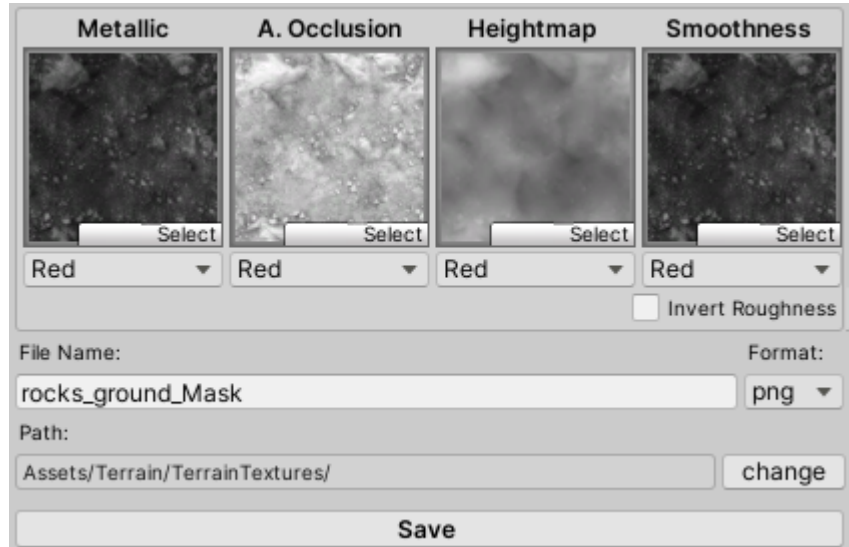 Metallic A. Occlusion Heightmap Smoothness
Select Select Select Select
Red Red Red Red
Invert Roughness
File Name: Format:
rocks_ground_Mask png
Path:
Assets/Terrain/TerrainTextures/ change
Save